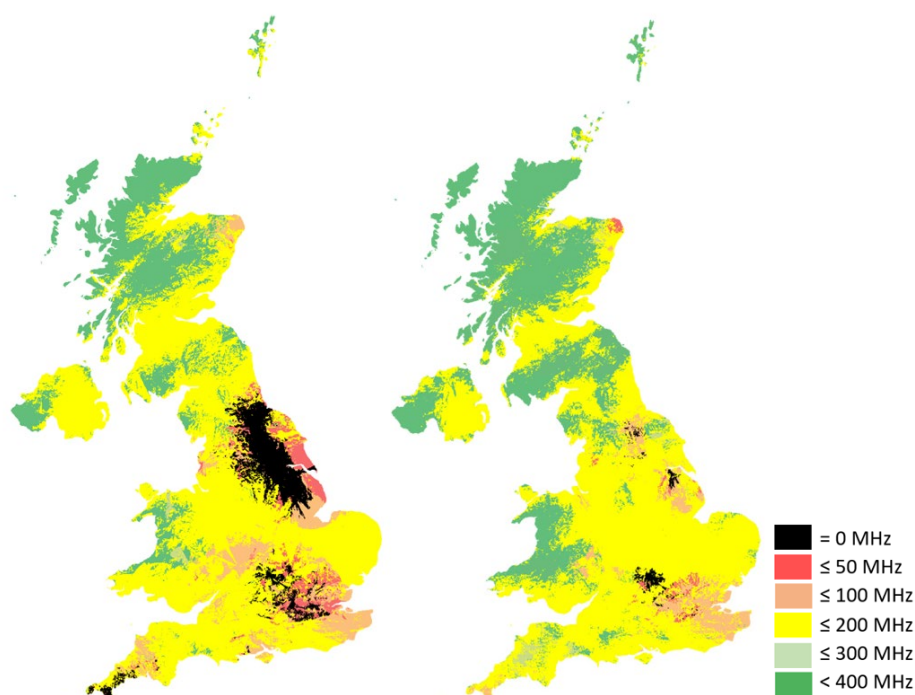 = 0 MHz
≤ 50 MHz
≤ 100 MHz
≤ 200 MHz
≤ 300 MHz
< 400 MHz